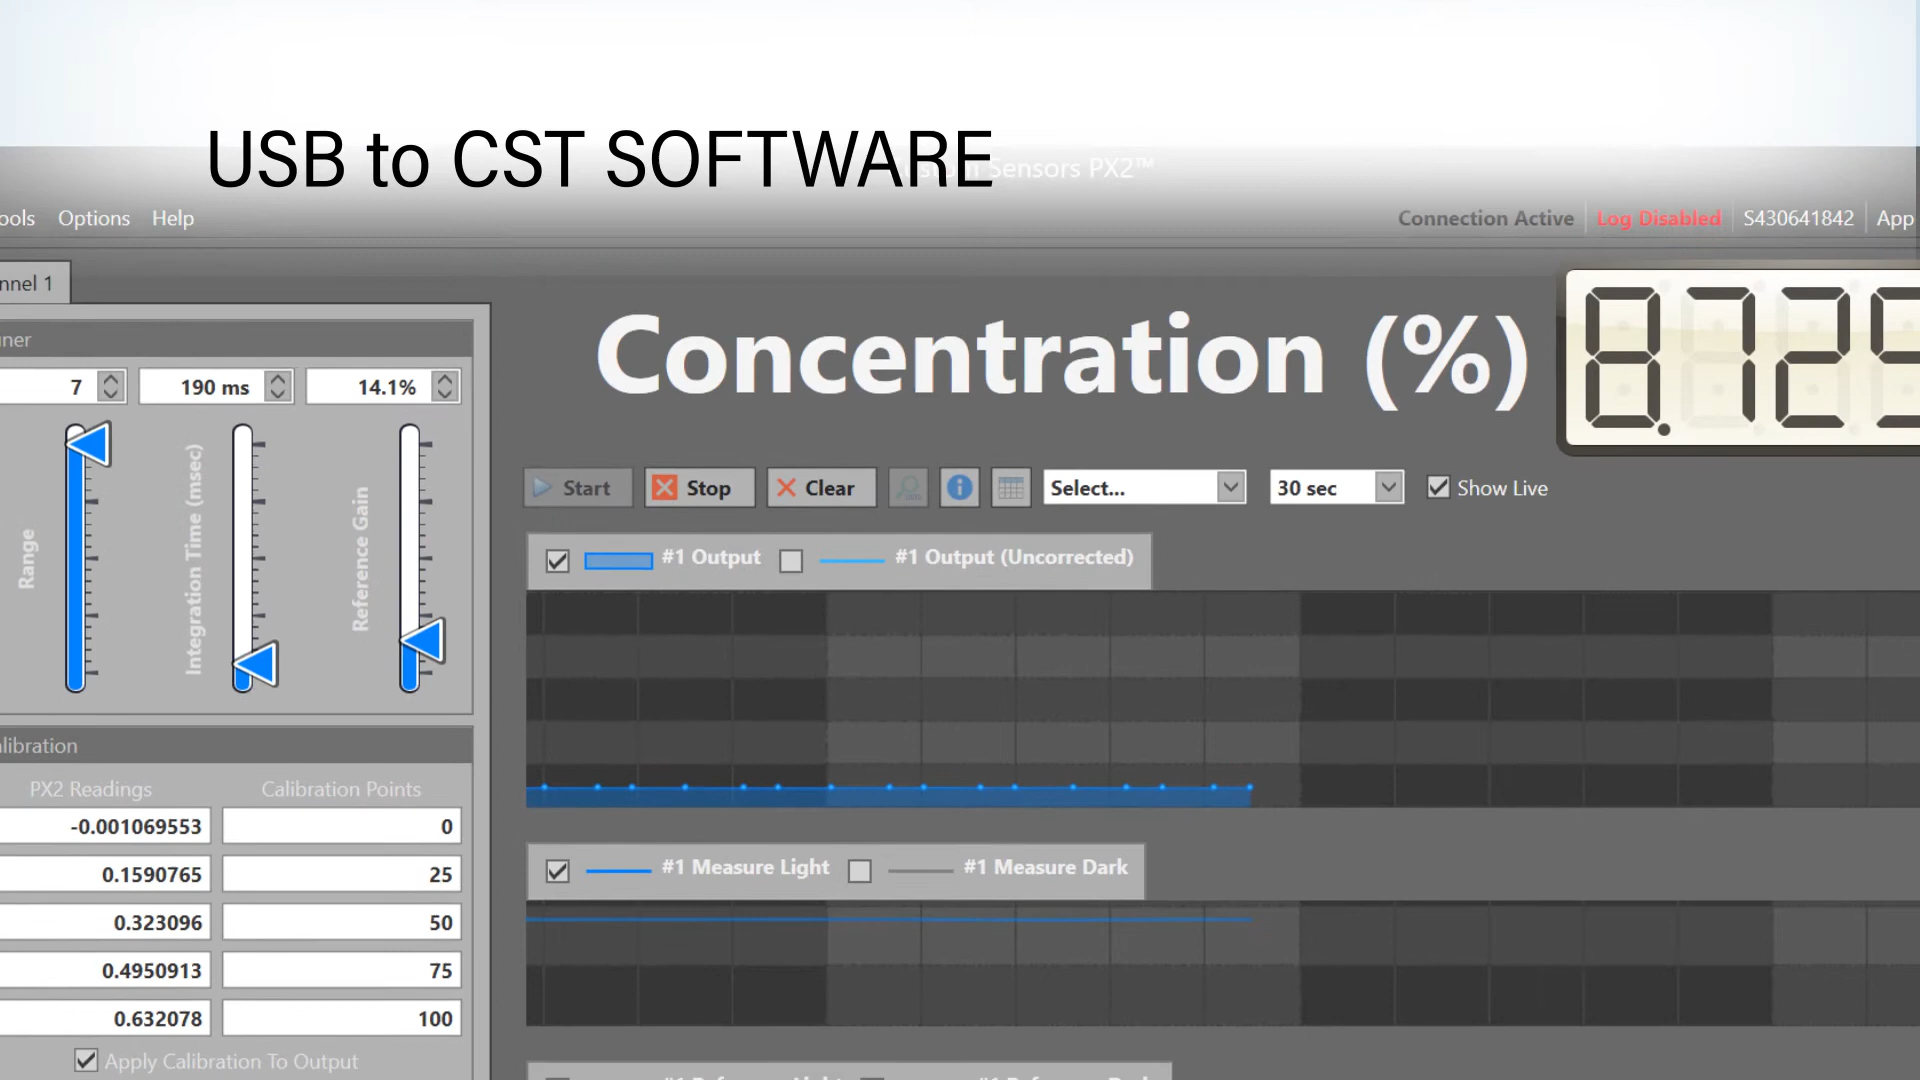 USB to CST SOFTWARE
Sensors PX2™
ools Options Help
Connection Active Log Disabled S430641842 App
nnel 1
Concentration (%) 8.725
ner
7 190 ms 14.1%
Range Integration Time (msec) Reference Gain
Start Stop Clear Select... 30 sec Show Live
#1 Output #1 Output (Uncorrected)
libration
PX2 Readings Calibration Points
-0.001069553 0
0.1590765 25
0.323096 50
0.4950913 75
0.632078 100
Apply Calibration To Output
#1 Measure Light #1 Measure Dark